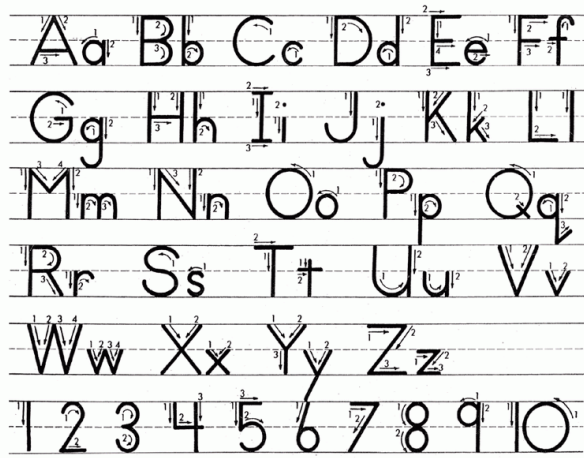 Aa Bb Cc Dd Ee Ff
Gg Hh Ii Jj Kk Ll
Mm Nn Oo Pp Qq
Rr Ss Tt Uu Vv
Ww Xx Yy Zz
1 2 3 4 5 6 7 8 9 10